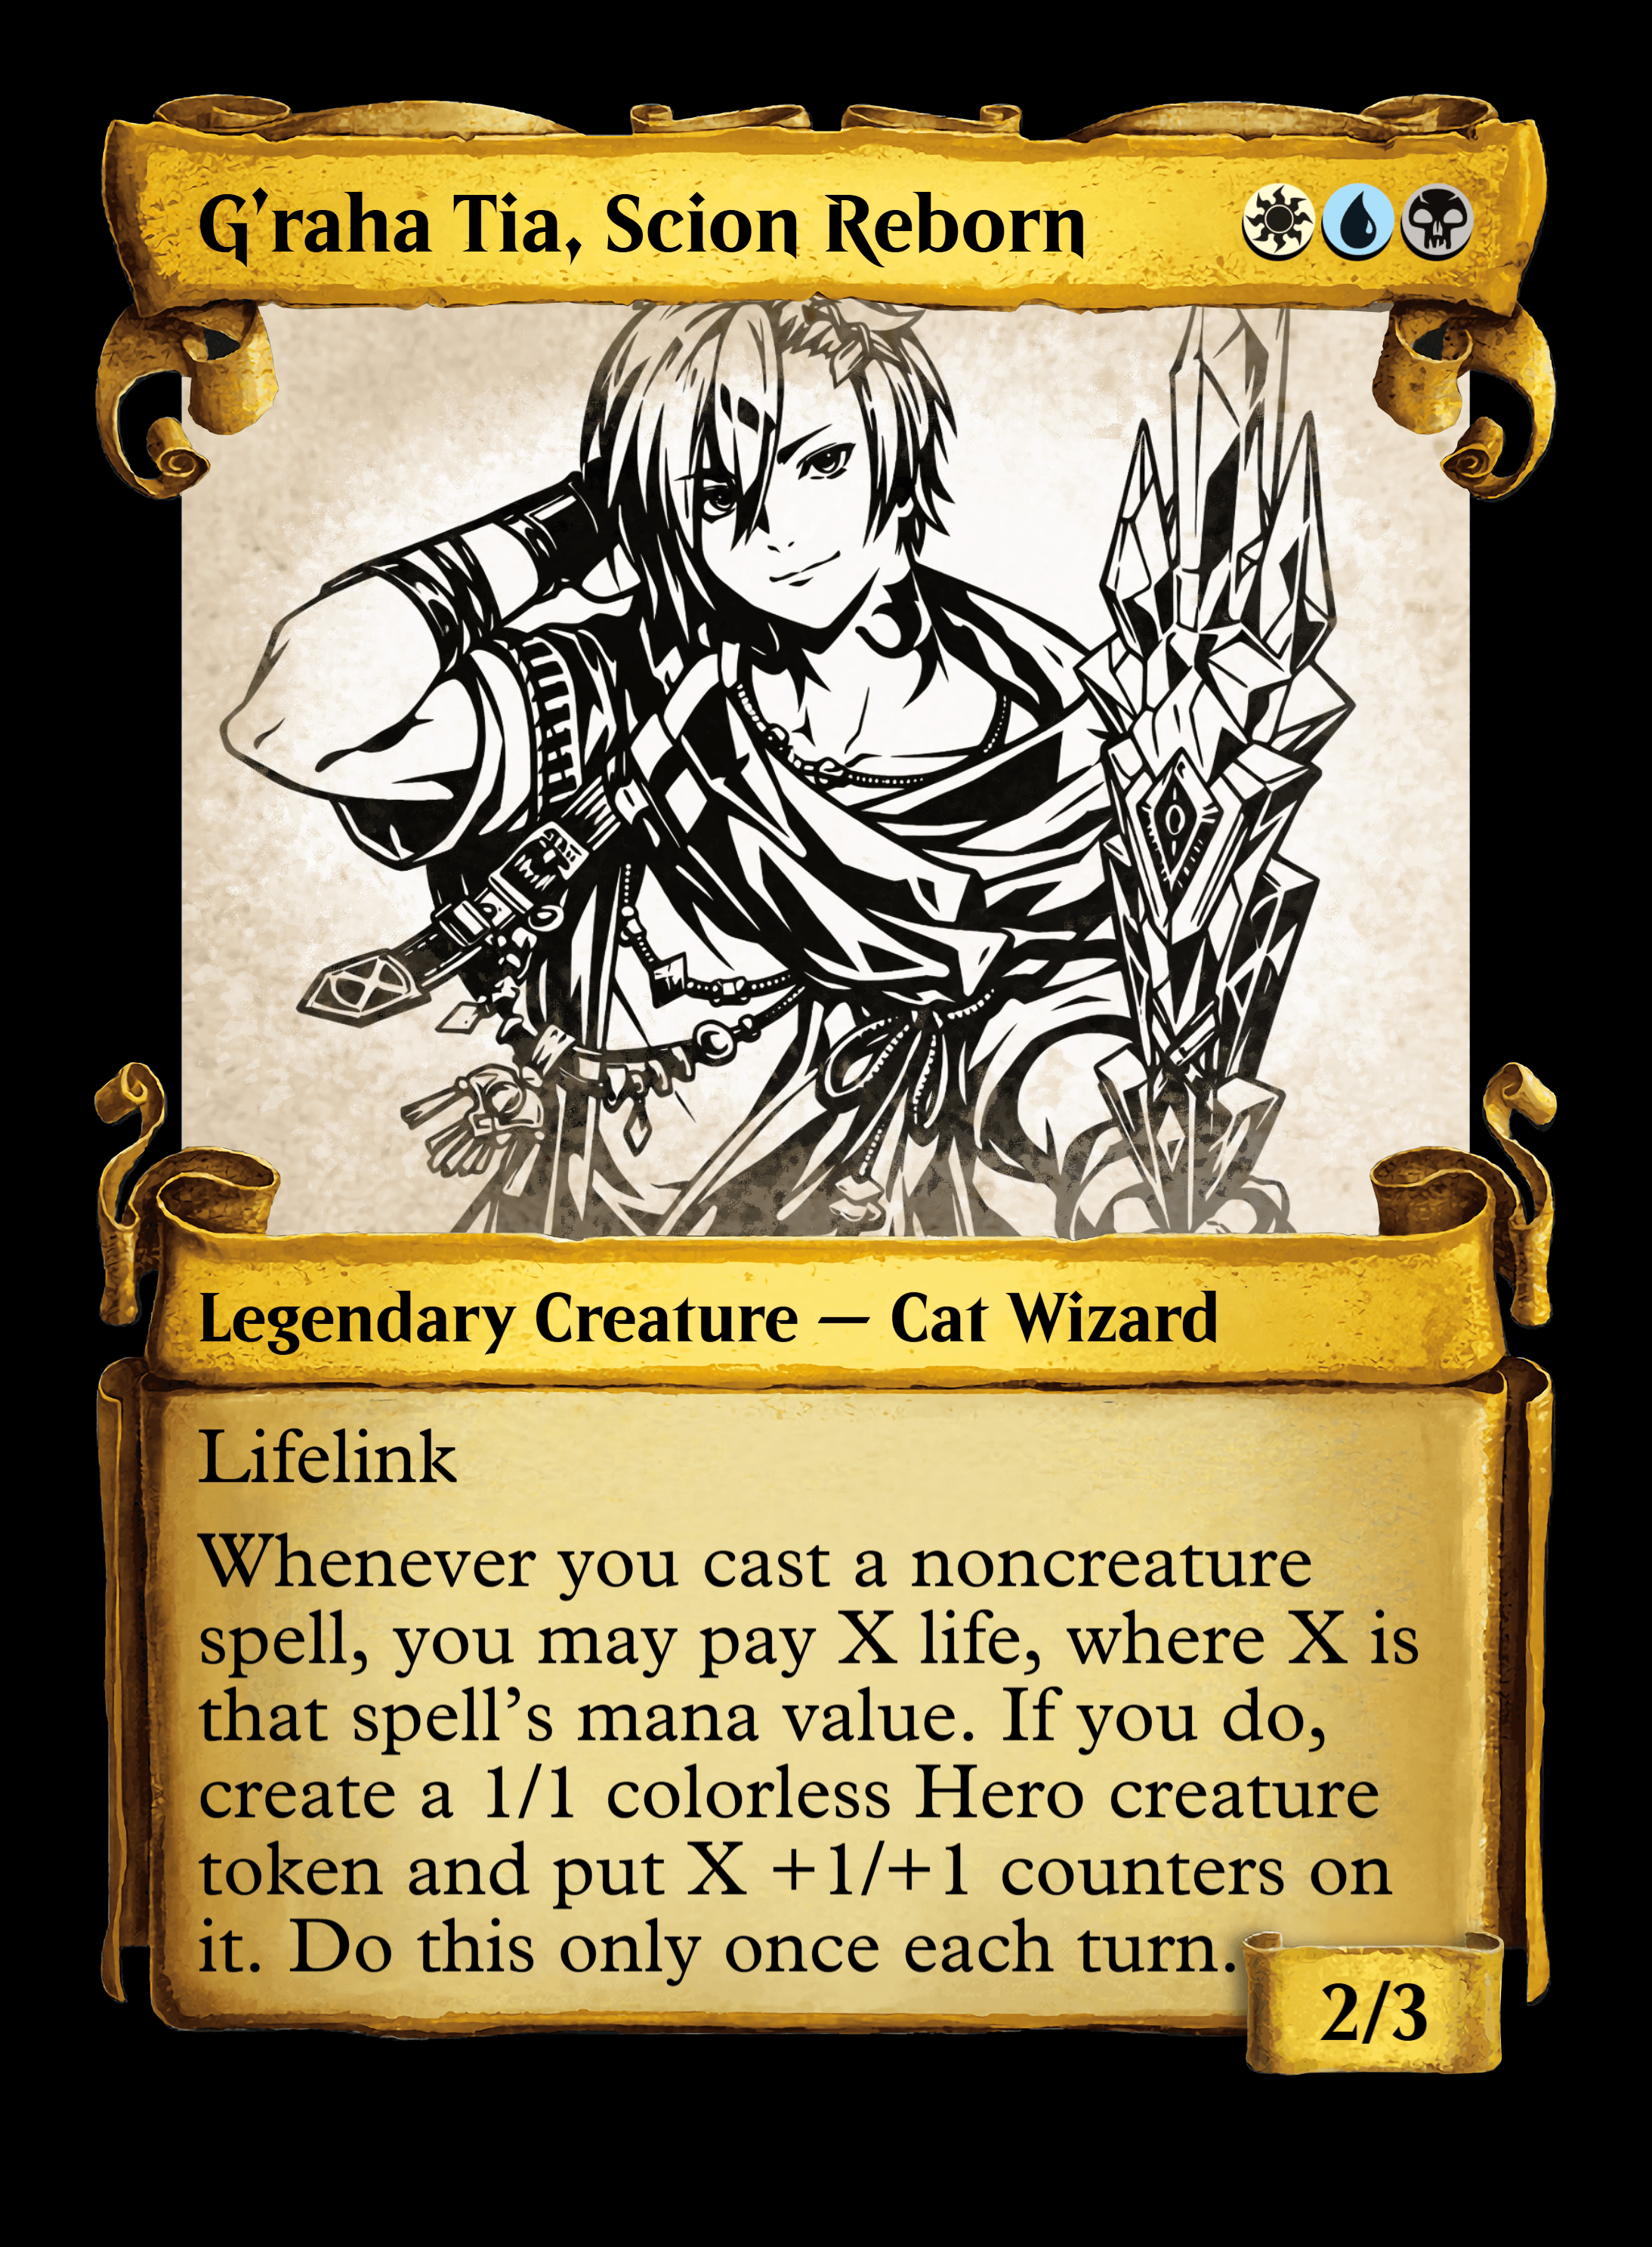 G’raha Tia, Scion Reborn
Legendary Creature — Cat Wizard
Lifelink
Whenever you cast a noncreature
spell, you may pay X life, where X is
that spell’s mana value. If you do,
create a 1/1 colorless Hero creature
token and put X +1/+1 counters on
it. Do this only once each turn.
2/3